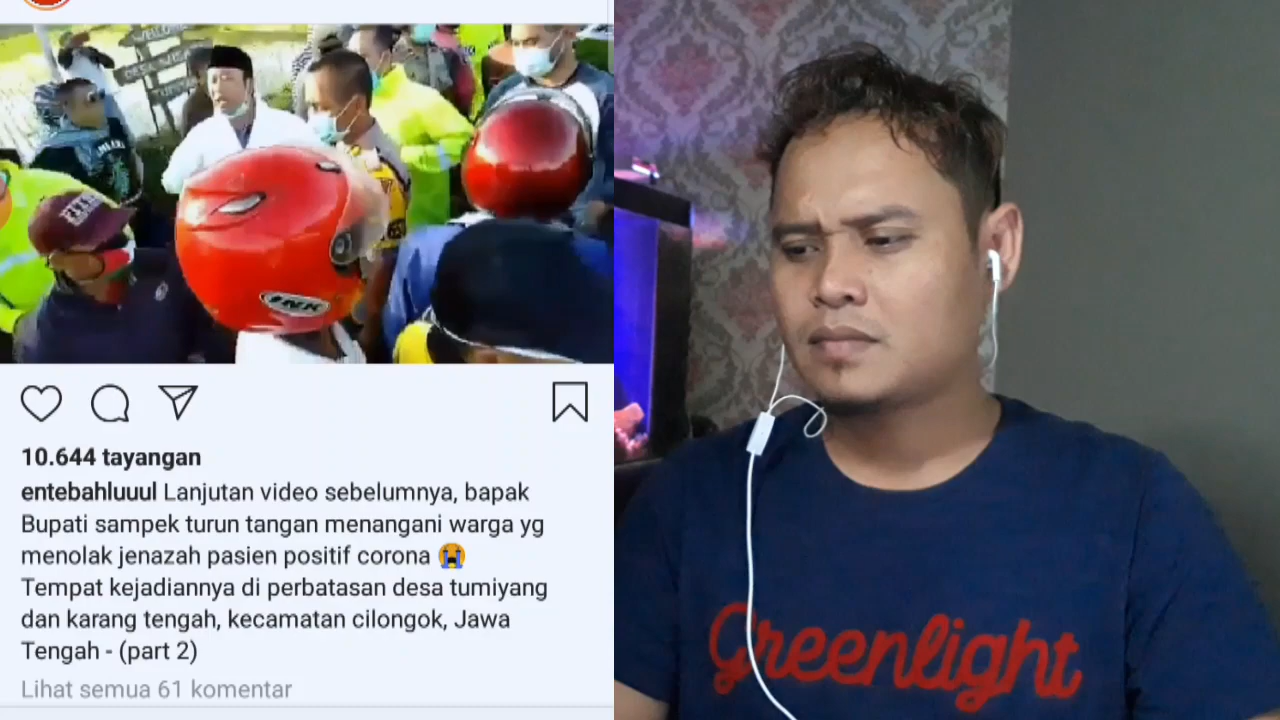 INK
10.644 tayangan
entebahluuul Lanjutan video sebelumnya, bapak
Bupati sampek turun tangan menangani warga yg
menolak jenazah pasien positif corona 😭
Tempat kejadiannya di perbatasan desa tumiyang
dan karang tengah, kecamatan cilongok, Jawa
Tengah - (part 2)
Lihat semua 61 komentar
Greenlight